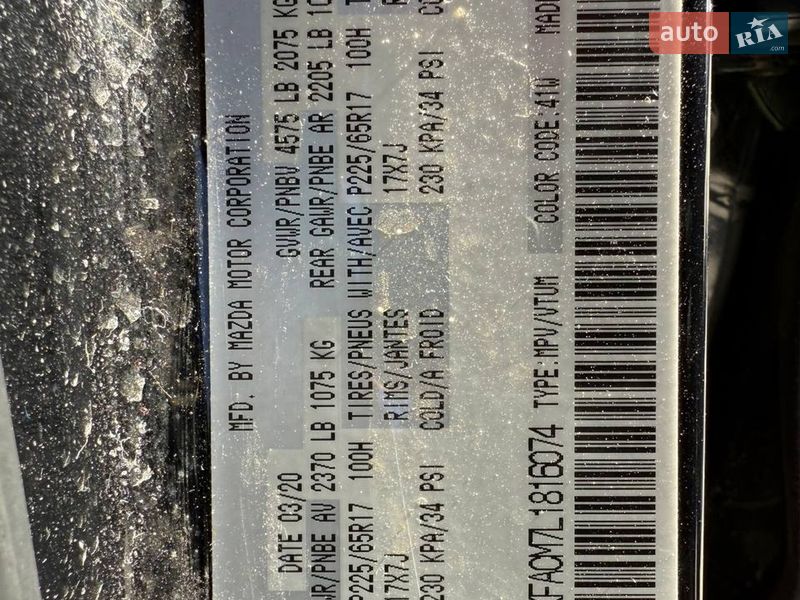 MFD. BY MAZDA MOTOR CORPORATION
DATE 03/20 GVWR/PNBV 4575 LB 2075 KG
WR/PNBE AV 2370 LB 1075 KG REAR GAWR/PNBE AR 2205 LB
P225/65R17 100H TIRES/PNEUS WITH/AVEC P225/65R17 100H
17X7J RIMS/JANTES 17X7J
230 KPA/34 PSI COLD/A FROID 230 KPA/34 PSI
FACM7L1816074 TYPE:MPV/VTUM COLOR CODE:41W
auto RIA .com